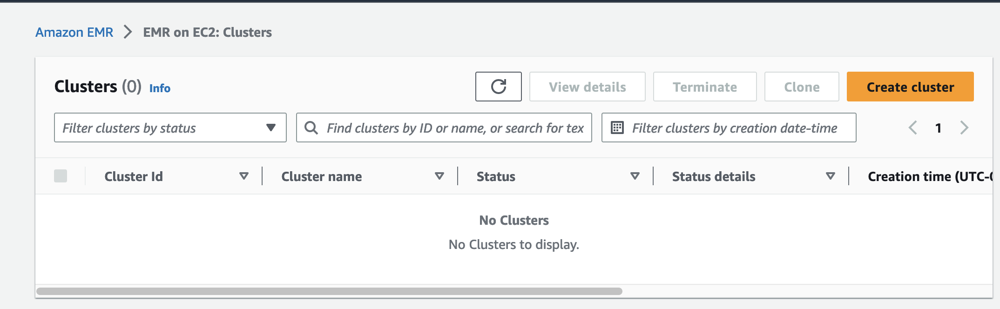 Amazon EMR > EMR on EC2: Clusters
Clusters (0) Info
View details
Terminate
Clone
Create cluster
Filter clusters by status
Find clusters by ID or name, or search for tex
Filter clusters by creation date-time
1
Cluster Id
Cluster name
Status
Status details
Creation time (UTC-
No Clusters
No Clusters to display.